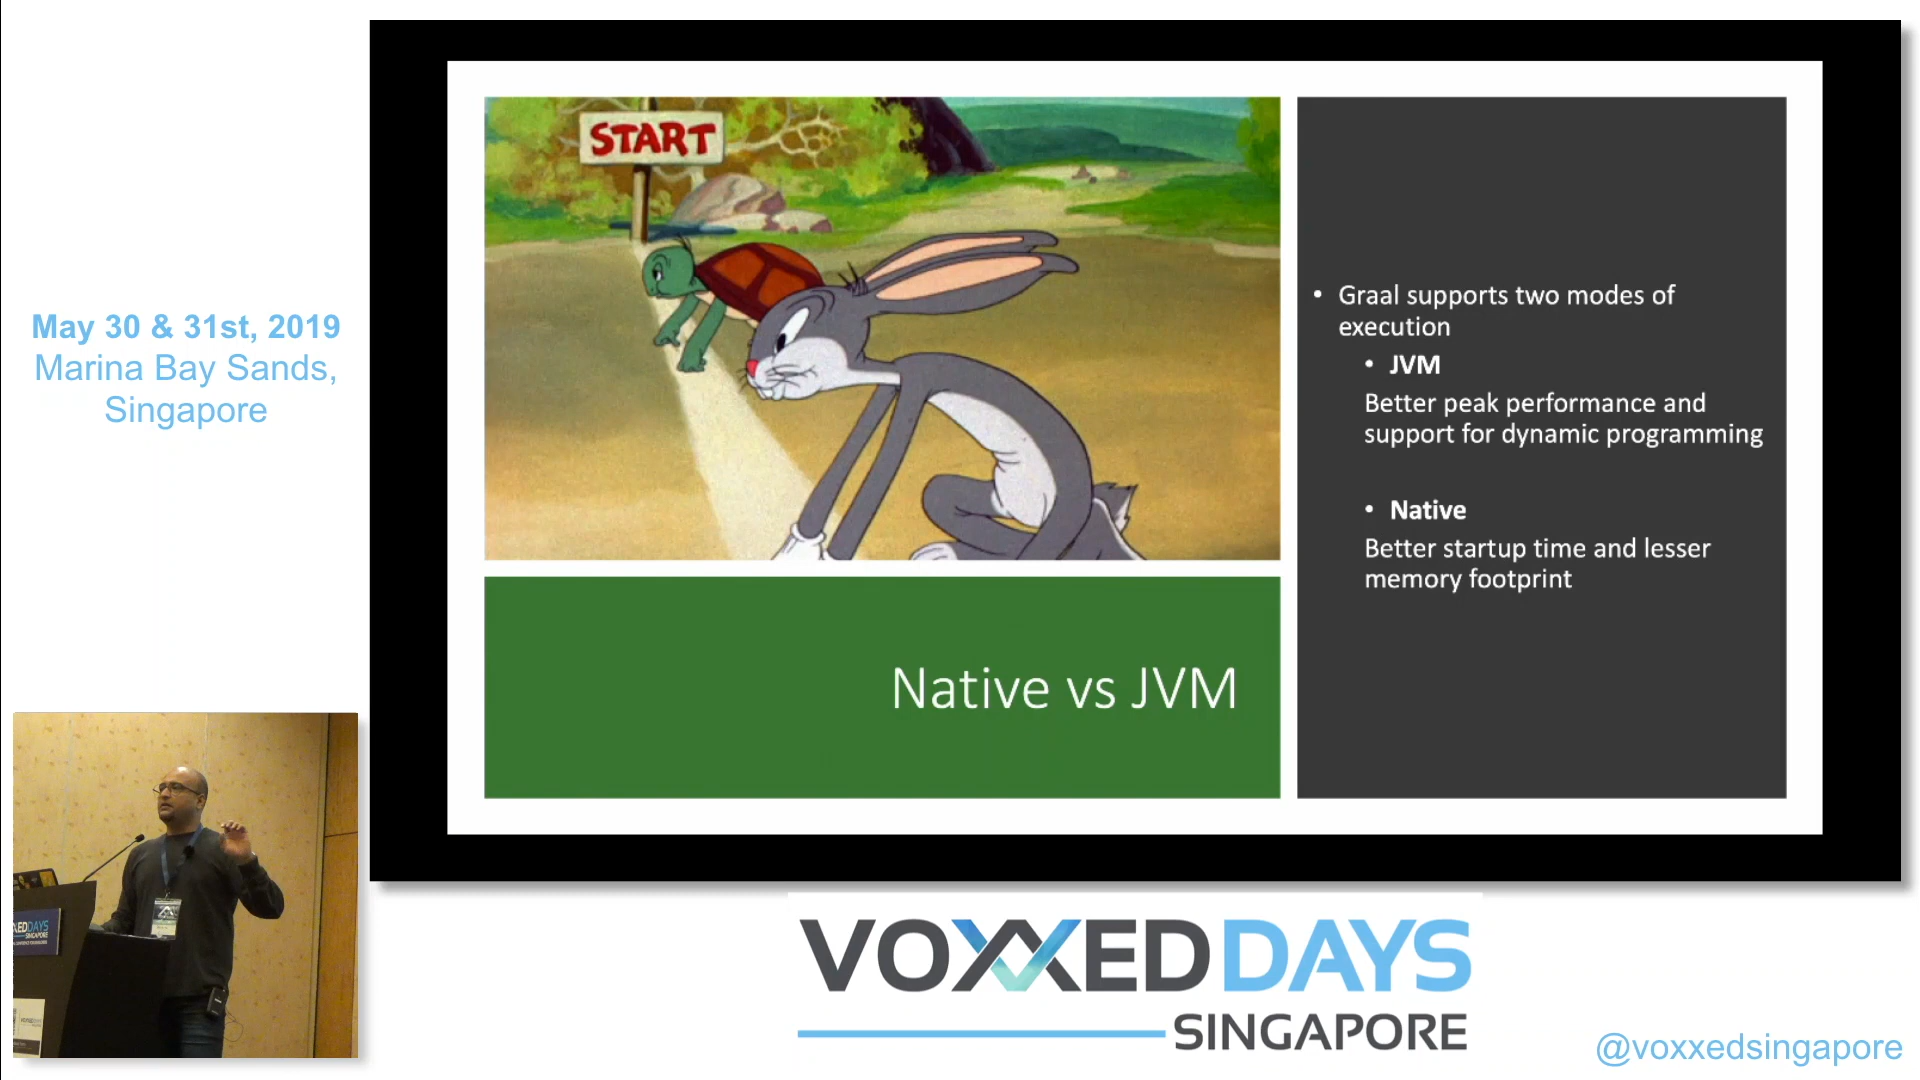 May 30 & 31st, 2019
Marina Bay Sands,
Singapore
START
• Graal supports two modes of
execution
• JVM
Better peak performance and
support for dynamic programming
• Native
Better startup time and lesser
memory footprint
Native vs JVM
VOXXED DAYS
SINGAPORE
@voxxedsingapore
XEDDAYS
SINGAPORE